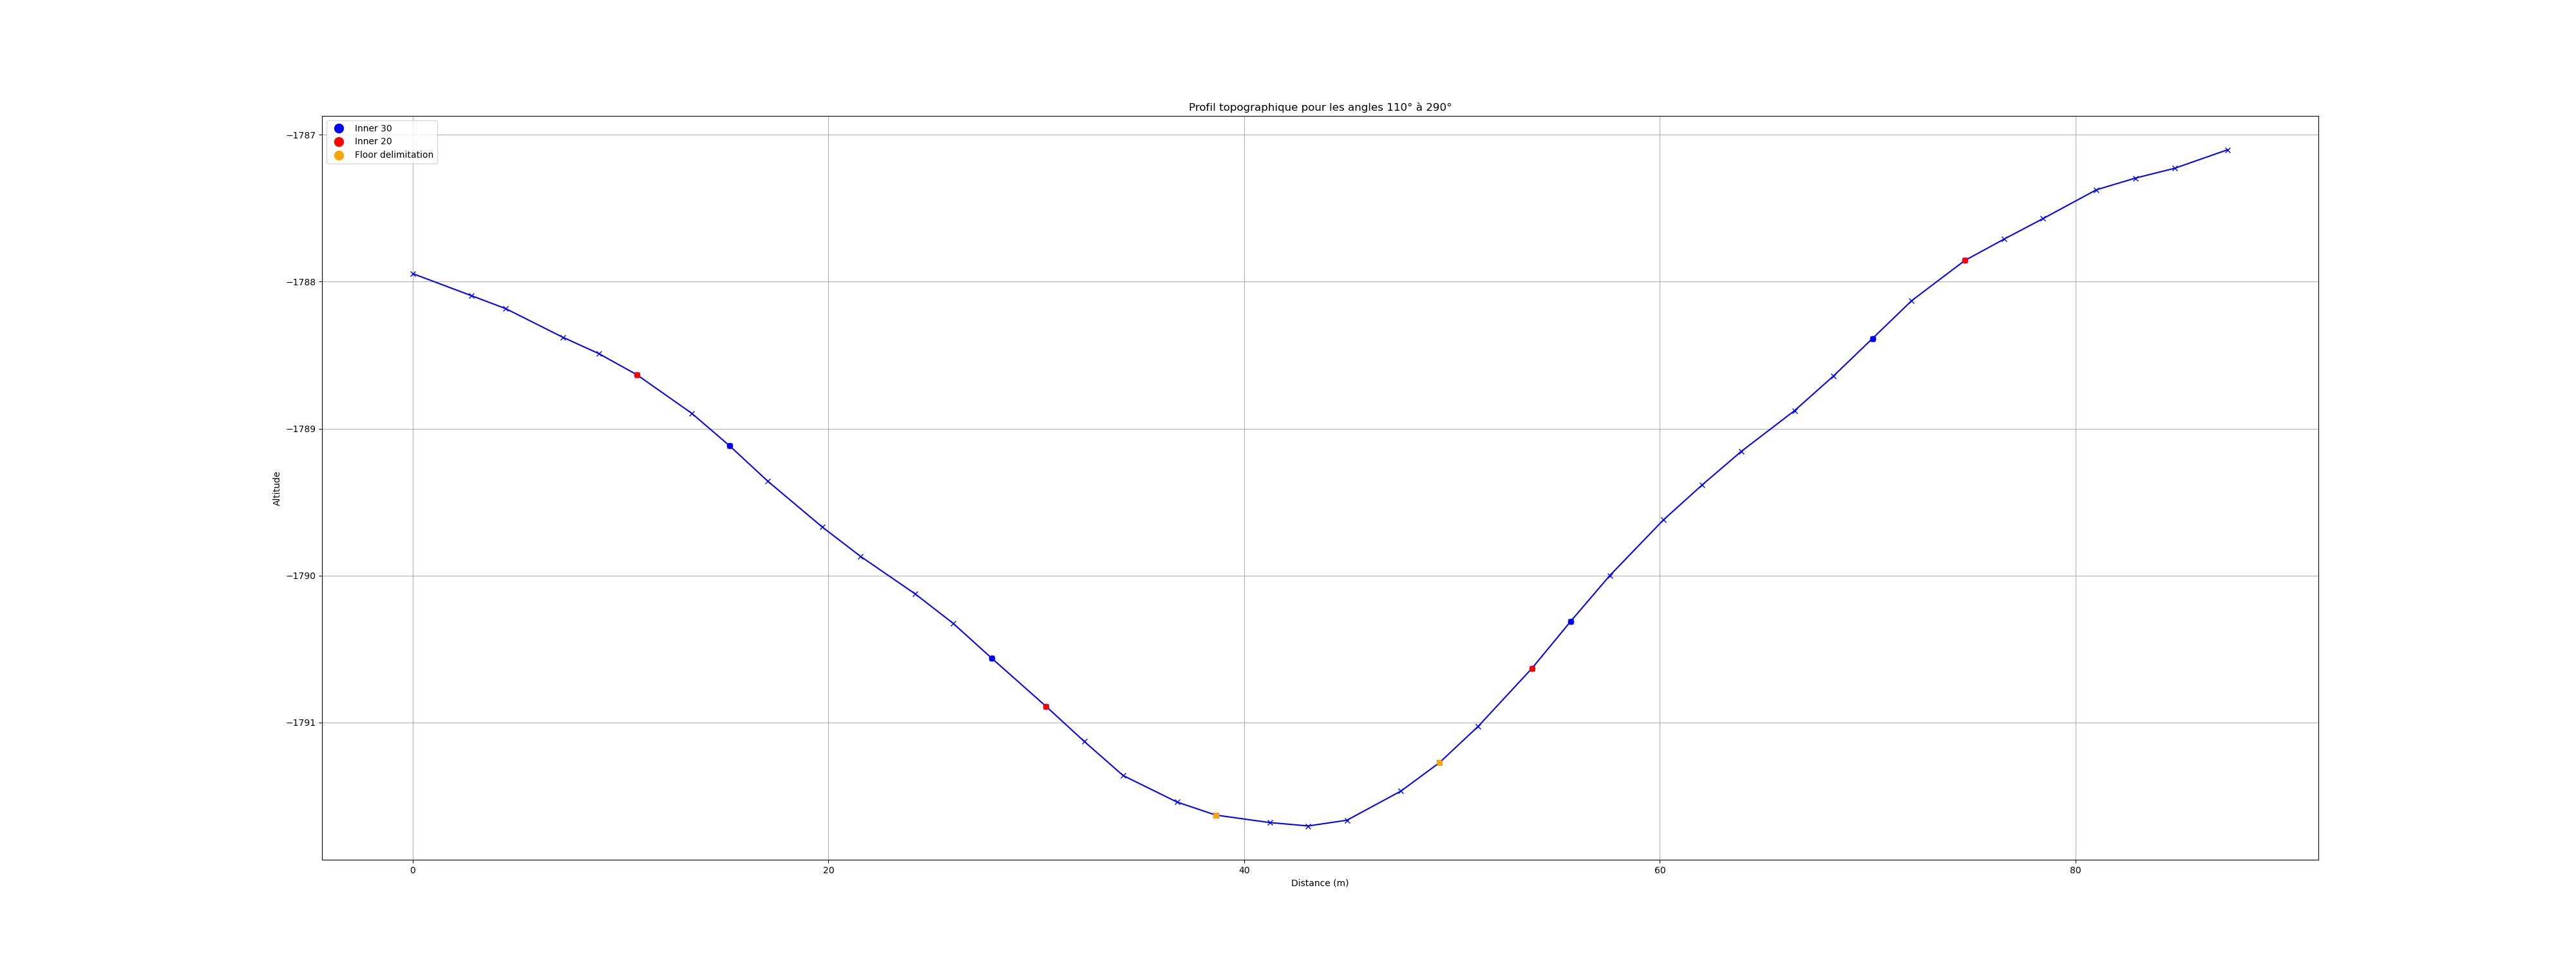 Profil topographique pour les angles 110° à 290°
Inner 30
Inner 20
Floor delimitation
−1787
−1788
−1789
−1790
−1791
Altitude
0 20 40 60 80
Distance (m)